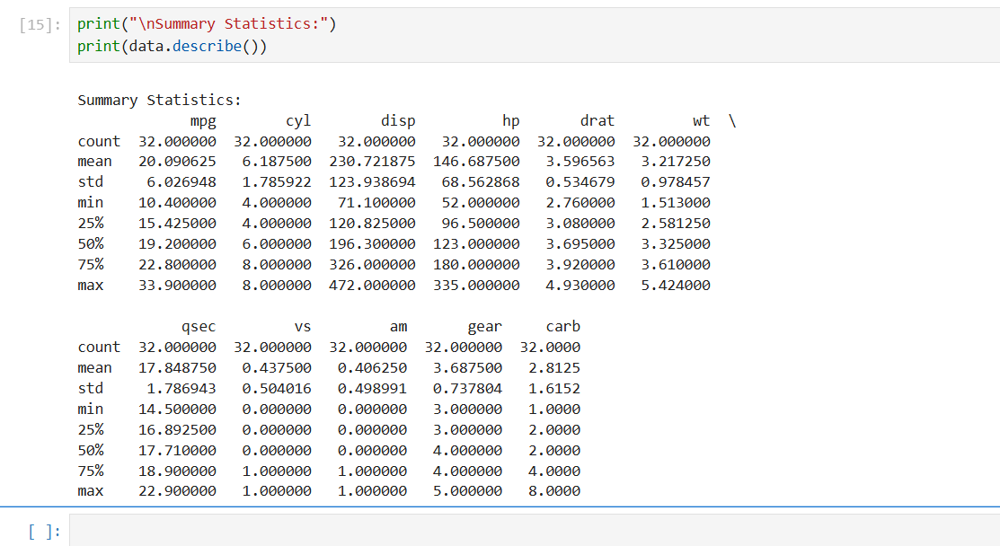 [15]: print("\nSummary Statistics:")
print(data.describe())
Summary Statistics:
mpg cyl disp hp drat wt \
count 32.000000 32.000000 32.000000 32.000000 32.000000 32.000000
mean 20.090625 6.187500 230.721875 146.687500 3.596563 3.217250
std 6.026948 1.785922 123.938694 68.562868 0.534679 0.978457
min 10.400000 4.000000 71.100000 52.000000 2.760000 1.513000
25% 15.425000 4.000000 120.825000 96.500000 3.080000 2.581250
50% 19.200000 6.000000 196.300000 123.000000 3.695000 3.325000
75% 22.800000 8.000000 326.000000 180.000000 3.920000 3.610000
max 33.900000 8.000000 472.000000 335.000000 4.930000 5.424000
qsec vs am gear carb
count 32.000000 32.000000 32.000000 32.000000 32.0000
mean 17.848750 0.437500 0.406250 3.687500 2.8125
std 1.786943 0.504016 0.498991 0.737804 1.6152
min 14.500000 0.000000 0.000000 3.000000 1.0000
25% 16.892500 0.000000 0.000000 3.000000 2.0000
50% 17.710000 0.000000 0.000000 4.000000 2.0000
75% 18.900000 1.000000 1.000000 4.000000 4.0000
max 22.900000 1.000000 1.000000 5.000000 8.0000
[ ]: